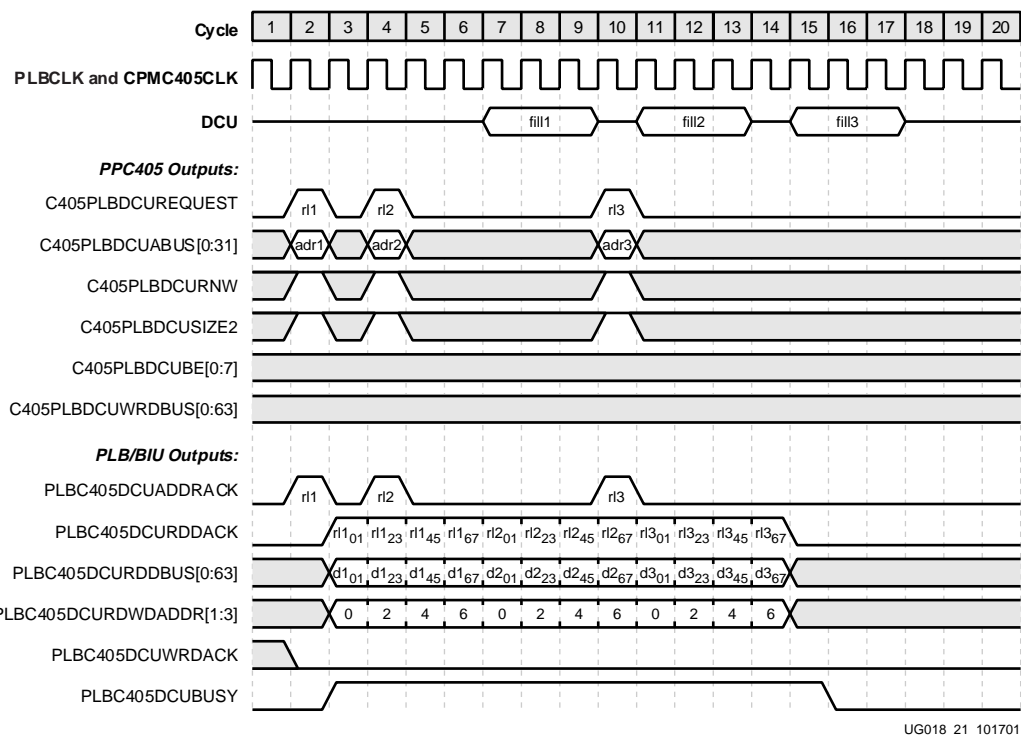 Cycle 1 2 3 4 5 6 7 8 9 10 11 12 13 14 15 16 17 18 19 20
PLBCLK and CPMC405CLK
DCU fill1 fill2 fill3
PPC405 Outputs:
C405PLBDCUREQUEST rl1 rl2 rl3
C405PLBDCUABUS[0:31] adr1 adr2 adr3
C405PLBDCURNW
C405PLBDCUSIZE2
C405PLBDCUBE[0:7]
C405PLBDCUWRDBUS[0:63]
PLB/BIU Outputs:
PLBC405DCUADDRACK rl1 rl2 rl3
PLBC405DCURDDACK rl101 rl123 rl145 rl167 rl201 rl223 rl245 rl267 rl301 rl323 rl345 rl367
PLBC405DCURDDBUS[0:63] d101 d123 d145 d167 d201 d223 d245 d267 d301 d323 d345 d367
PLBC405DCURDWDADDR[1:3] 0 2 4 6 0 2 4 6 0 2 4 6
PLBC405DCUWRDACK
PLBC405DCUBUSY
UG018_21_101701